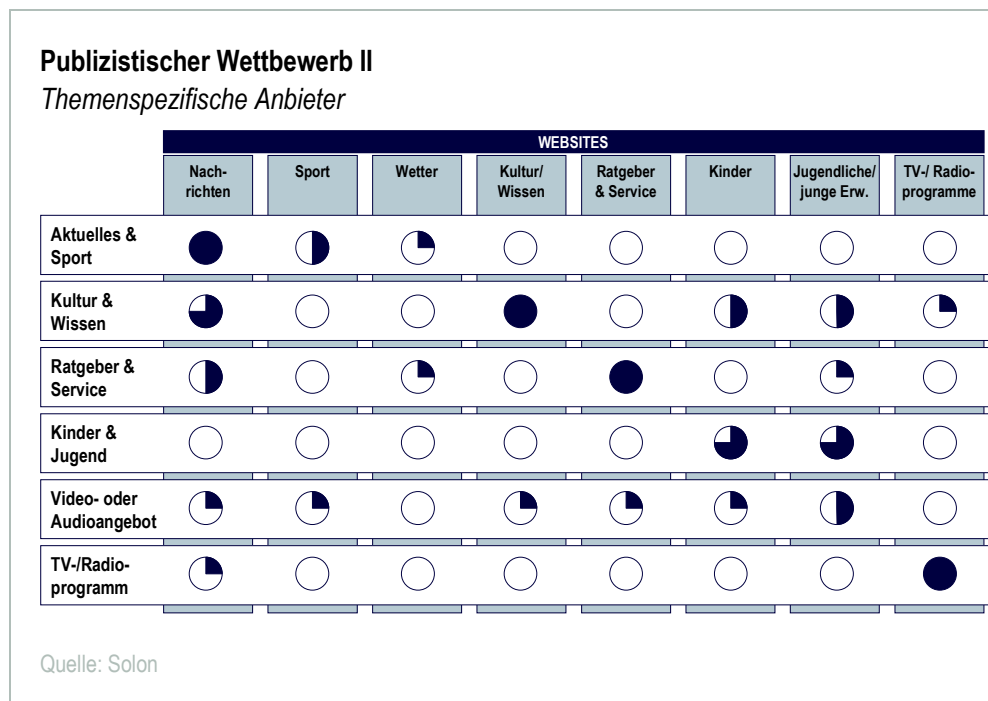 Publizistischer Wettbewerb II
Themenspezifische Anbieter
WEBSITES
Nach-
richten
Sport
Wetter
Kultur/
Wissen
Ratgeber
& Service
Kinder
Jugendliche/
junge Erw.
TV-/ Radio-
programme
Aktuelles &
Sport
Kultur &
Wissen
Ratgeber &
Service
Kinder &
Jugend
Video- oder
Audioangebot
TV-/Radio-
programm
Quelle: Solon